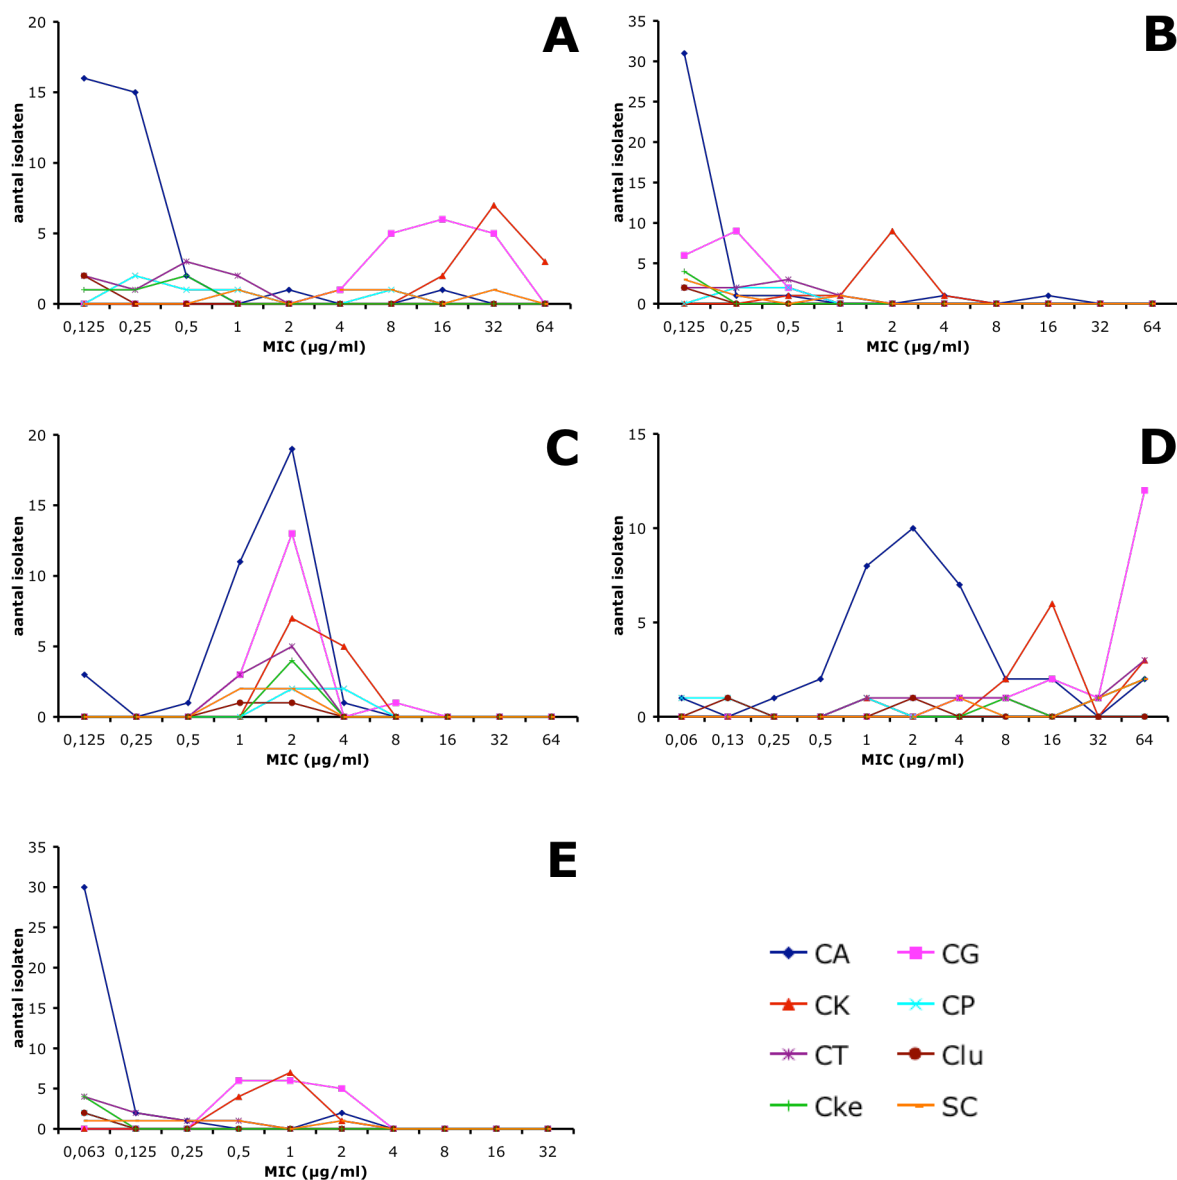 A
20
15
10
5
0
aantal isolaten
0,125 0,25 0,5 1 2 4 8 16 32 64
MIC (µg/ml)
B
35
30
25
20
15
10
5
0
aantal isolaten
0,125 0,25 0,5 1 2 4 8 16 32 64
MIC (µg/ml)
C
20
15
10
5
0
aantal isolaten
0,125 0,25 0,5 1 2 4 8 16 32 64
MIC (µg/ml)
D
15
10
5
0
aantal isolaten
0,06 0,13 0,25 0,5 1 2 4 8 16 32 64
MIC (µg/ml)
E
35
30
25
20
15
10
5
0
aantal isolaten
0,063 0,125 0,25 0,5 1 2 4 8 16 32
MIC (µg/ml)
CA CG
CK CP
CT Clu
Cke SC